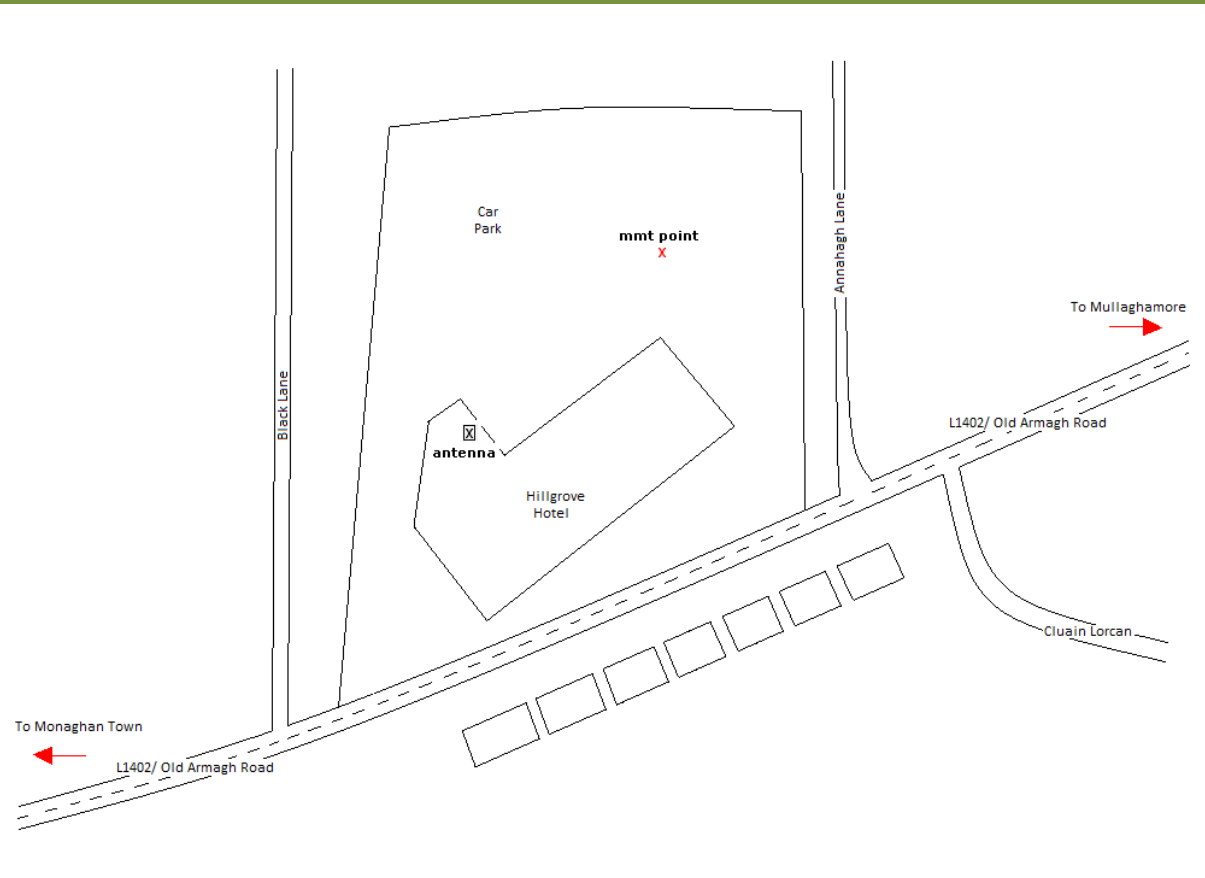 Car
Park
mmt point
X
Annahagh Lane
To Mullaghamore
Black Lane
L1402/ Old Armagh Road
X
antenna
Hillgrove
Hotel
Cluain Lorcan
To Monaghan Town
L1402/ Old Armagh Road